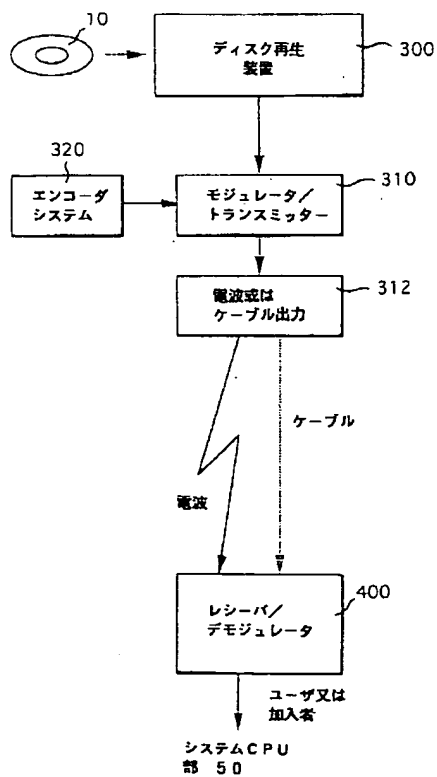 10
ディスク再生
装置
300
320
エンコーダ
システム
310
モジュレータ/
トランスミッター
312
電波或は
ケーブル出力
ケーブル
電波
400
レシーバ/
デモジュレータ
ユーザ又は
加入者
システムCPU
部 50